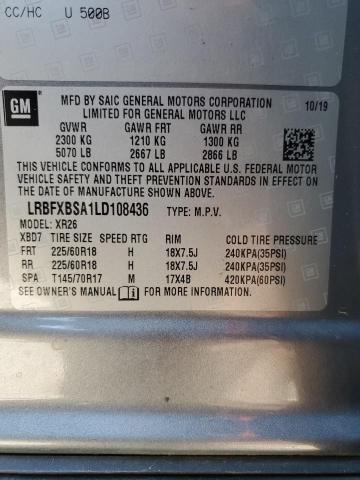 CC/HC U 500B
GM
MFD BY SAIC GENERAL MOTORS CORPORATION 10/19
LIMITED FOR GENERAL MOTORS LLC
GVWR GAWR FRT GAWR RR
2300 KG 1210 KG 1300 KG
5070 LB 2667 LB 2866 LB
THIS VEHICLE CONFORMS TO ALL APPLICABLE U.S. FEDERAL MOTOR
VEHICLE SAFETY, BUMPER, AND THEFT PREVENTION STANDARDS IN
EFFECT ON THE DATE OF MANUFACTURE SHOWN ABOVE.
LRBFXBSA1LD108436 TYPE: M.P.V.
MODEL: XR26
XBD7 TIRE SIZE SPEED RTG RIM COLD TIRE PRESSURE
FRT 225/60R18 H 18X7.5J 240KPA(35PSI)
RR 225/60R18 H 18X7.5J 240KPA(35PSI)
SPA T145/70R17 M 17X4B 420KPA(60PSI)
SEE OWNER'S MANUAL FOR MORE INFORMATION.